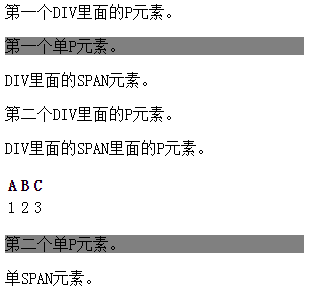 第一个DIV里面的P元素。
第一个单P元素。
DIV里面的SPAN元素。
第二个DIV里面的P元素。
DIV里面的SPAN里面的P元素。
A B C
1 2 3
第二个单P元素。
单SPAN元素。